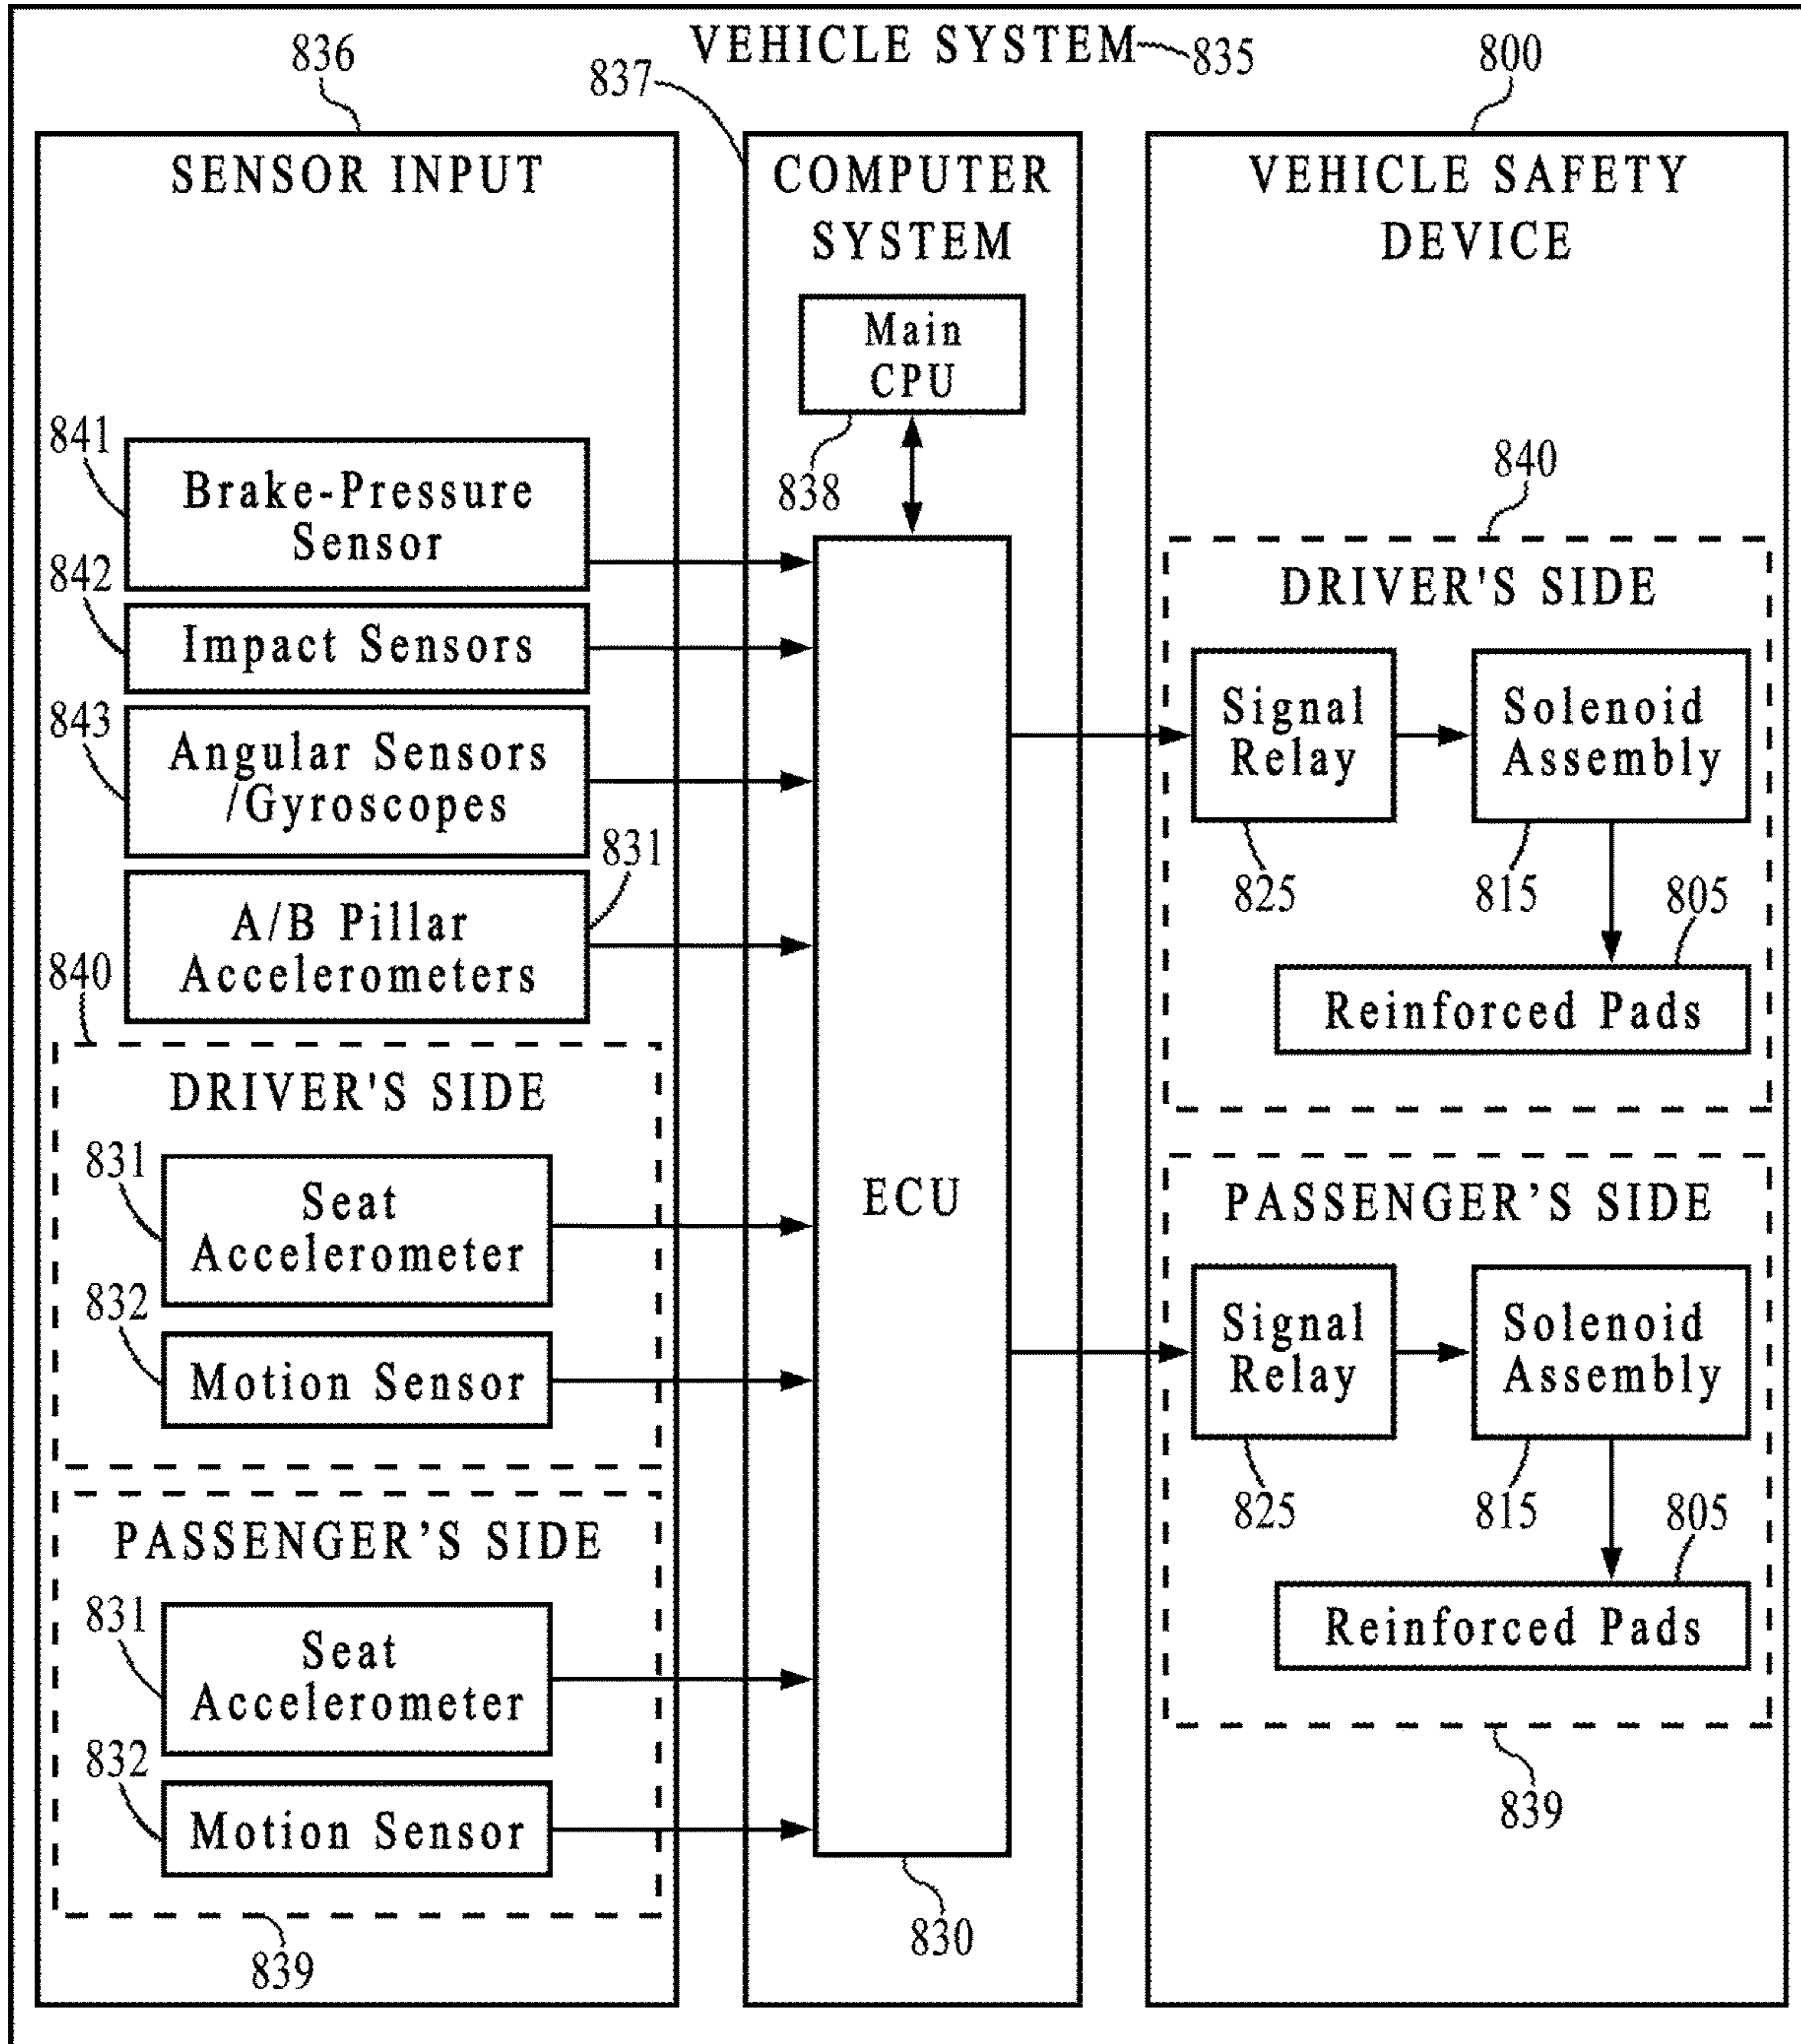 VEHICLE SYSTEM 835
836
837
800
SENSOR INPUT
841
Brake-Pressure
Sensor
842
Impact Sensors
843
Angular Sensors
/Gyroscopes
831
A/B Pillar
Accelerometers
840
DRIVER'S SIDE
831
Seat
Accelerometer
832
Motion Sensor
PASSENGER’S SIDE
831
Seat
Accelerometer
832
Motion Sensor
839
COMPUTER
SYSTEM
Main
CPU
838
ECU
830
VEHICLE SAFETY
DEVICE
840
DRIVER'S SIDE
Signal
Relay
825
Solenoid
Assembly
815
805
Reinforced Pads
PASSENGER’S SIDE
Signal
Relay
825
Solenoid
Assembly
815
805
Reinforced Pads
839